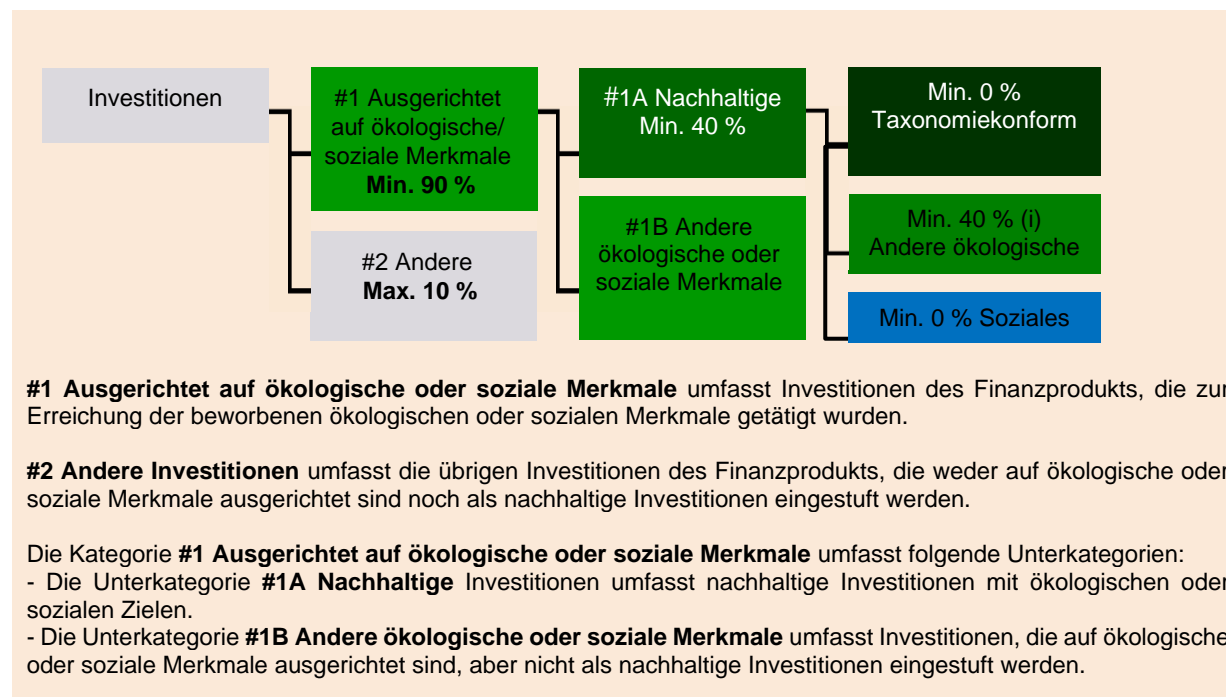 Investitionen
#1 Ausgerichtet
auf ökologische/
soziale Merkmale
Min. 90 %
#2 Andere
Max. 10 %
#1A Nachhaltige
Min. 40 %
#1B Andere
ökologische oder
soziale Merkmale
Min. 0 %
Taxonomiekonform
Min. 40 % (i)
Andere ökologische
Min. 0 % Soziales
#1 Ausgerichtet auf ökologische oder soziale Merkmale umfasst Investitionen des Finanzprodukts, die zur
Erreichung der beworbenen ökologischen oder sozialen Merkmale getätigt wurden.
#2 Andere Investitionen umfasst die übrigen Investitionen des Finanzprodukts, die weder auf ökologische oder
soziale Merkmale ausgerichtet sind noch als nachhaltige Investitionen eingestuft werden.
Die Kategorie #1 Ausgerichtet auf ökologische oder soziale Merkmale umfasst folgende Unterkategorien:
- Die Unterkategorie #1A Nachhaltige Investitionen umfasst nachhaltige Investitionen mit ökologischen oder
sozialen Zielen.
- Die Unterkategorie #1B Andere ökologische oder soziale Merkmale umfasst Investitionen, die auf ökologische
oder soziale Merkmale ausgerichtet sind, aber nicht als nachhaltige Investitionen eingestuft werden.